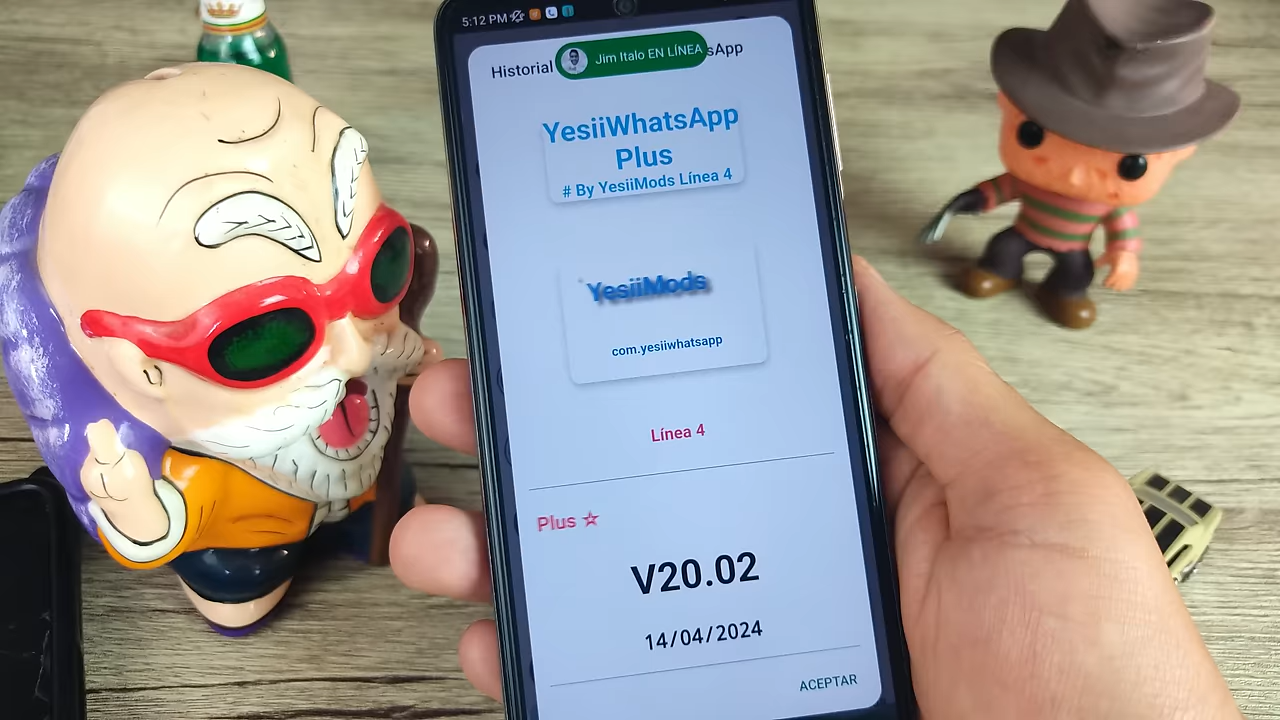 5:12 PM
Historial
Jim Italo EN LÍNEA
sApp
YesiiWhatsApp
Plus
# By YesiiMods Línea 4
YesiiMods
com.yesiiwhatsapp
Línea 4
Plus ☆
V20.02
14/04/2024
ACEPTAR